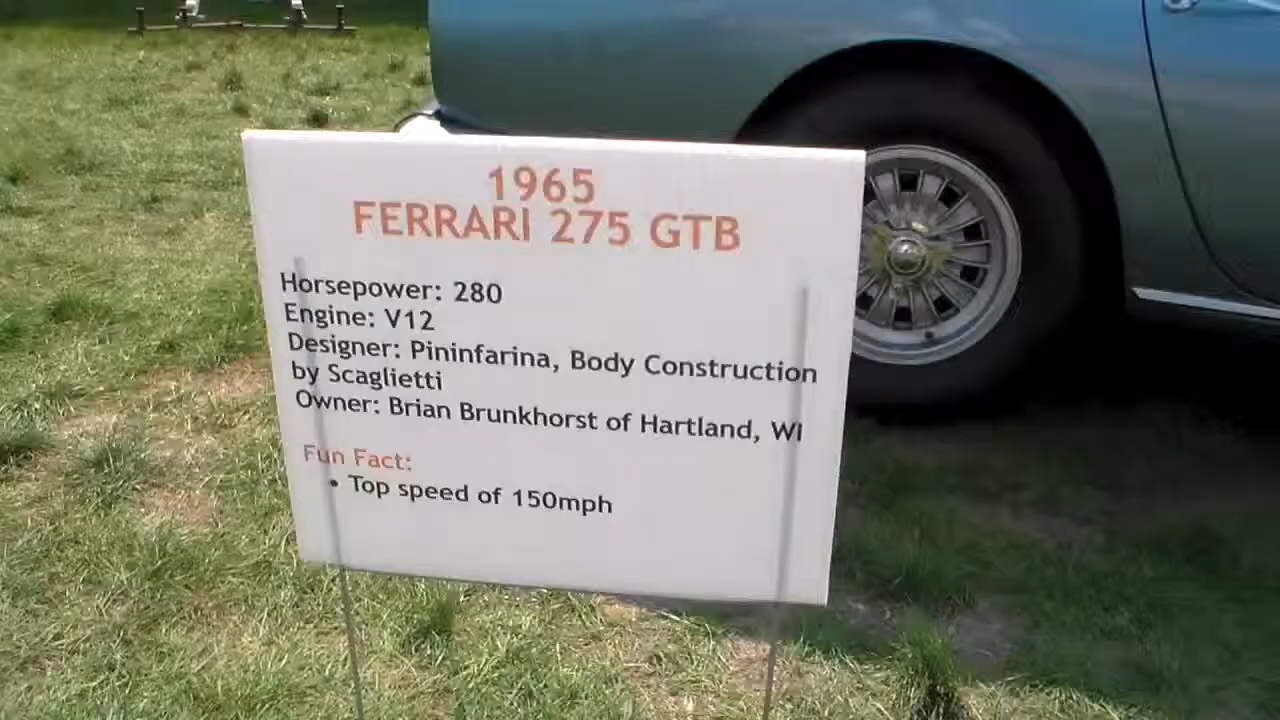 1965
FERRARI 275 GTB
Horsepower: 280
Engine: V12
Designer: Pininfarina, Body Construction
by Scaglietti
Owner: Brian Brunkhorst of Hartland, WI
Fun Fact:
• Top speed of 150mph